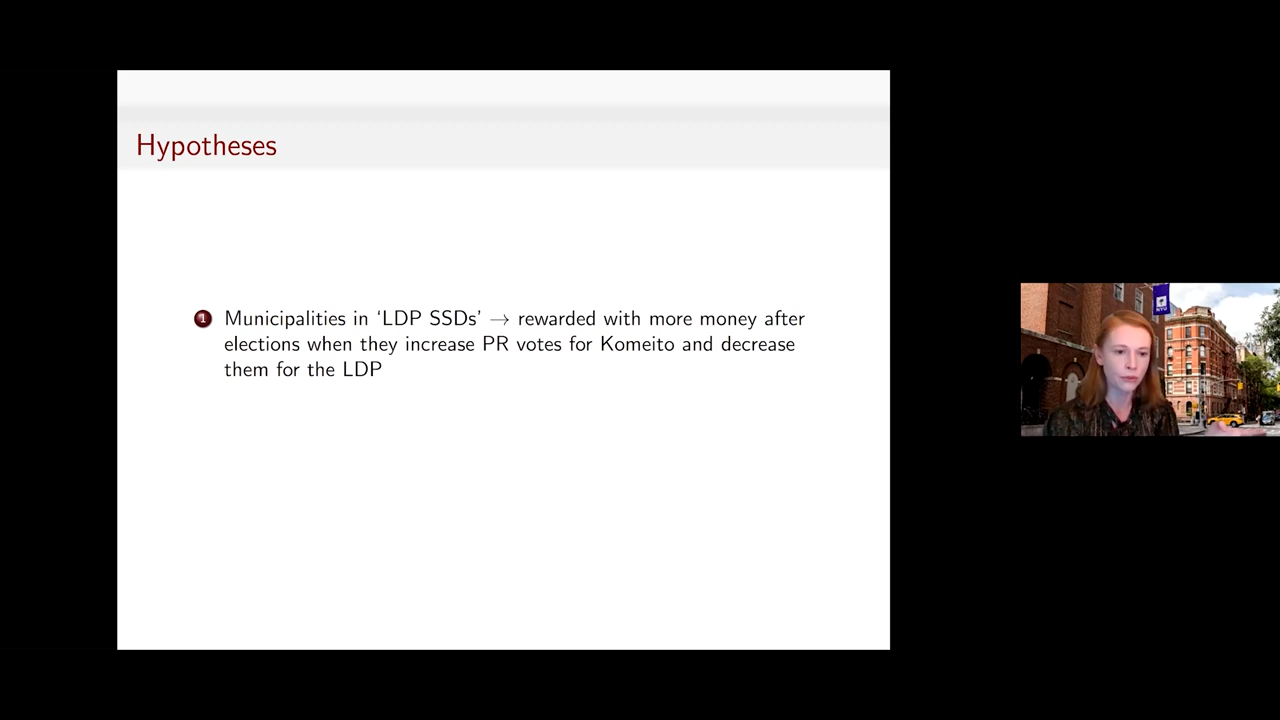 Hypotheses
1 Municipalities in ‘LDP SSDs’ → rewarded with more money after
elections when they increase PR votes for Komeito and decrease
them for the LDP
NYU